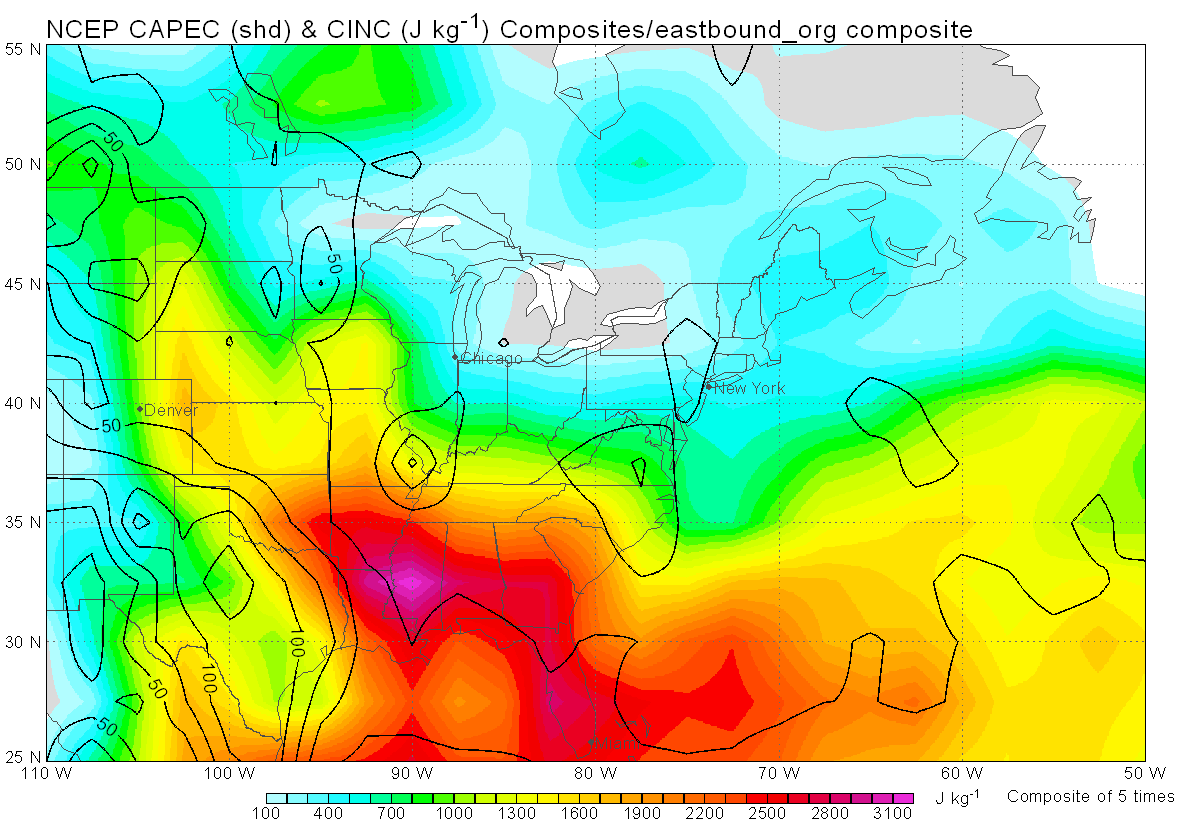 NCEP CAPEC (shd) & CINC (J kg-1) Composites/eastbound_org composite
55 N
50
50 N
50
45 N
Chicago
New York
40 N
Denver
50
35 N
30 N
100
100
50
50
Miami
25 N
110 W 100 W 90 W 80 W 70 W 60 W 50 W
100 400 700 1000 1300 1600 1900 2200 2500 2800 3100 J kg-1 Composite of 5 times